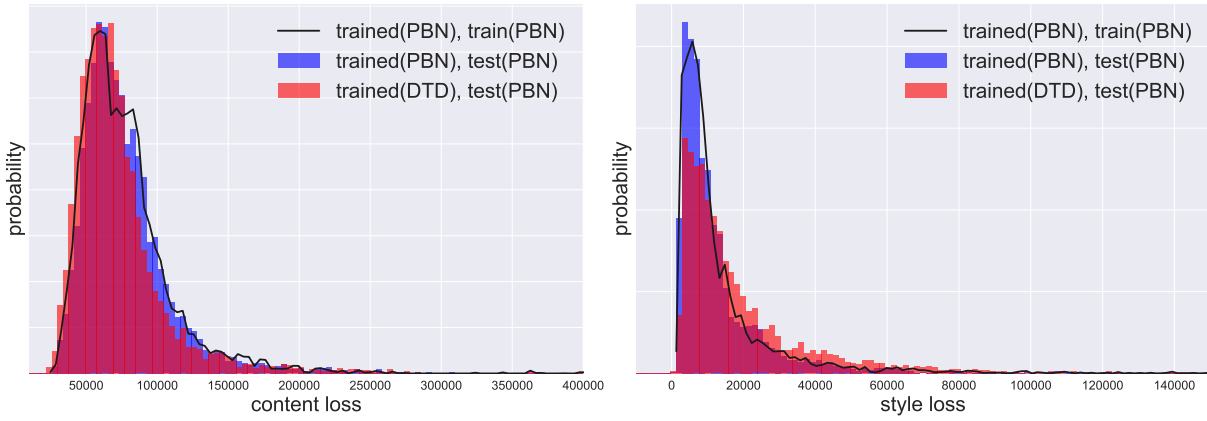 trained(PBN), train(PBN)
trained(PBN), test(PBN)
trained(DTD), test(PBN)
probability
50000 100000 150000 200000 250000 300000 350000 400000
content loss
trained(PBN), train(PBN)
trained(PBN), test(PBN)
trained(DTD), test(PBN)
probability
0 20000 40000 60000 80000 100000 120000 140000
style loss